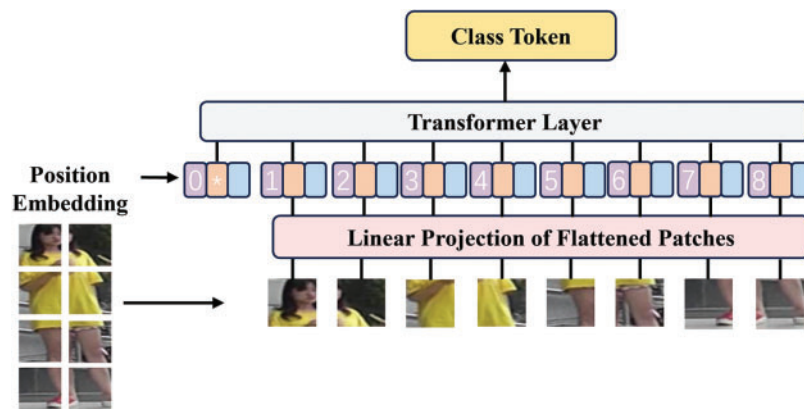 Class Token
Transformer Layer
Position
Embedding
0 * 1 2 3 4 5 6 7 8
Linear Projection of Flattened Patches